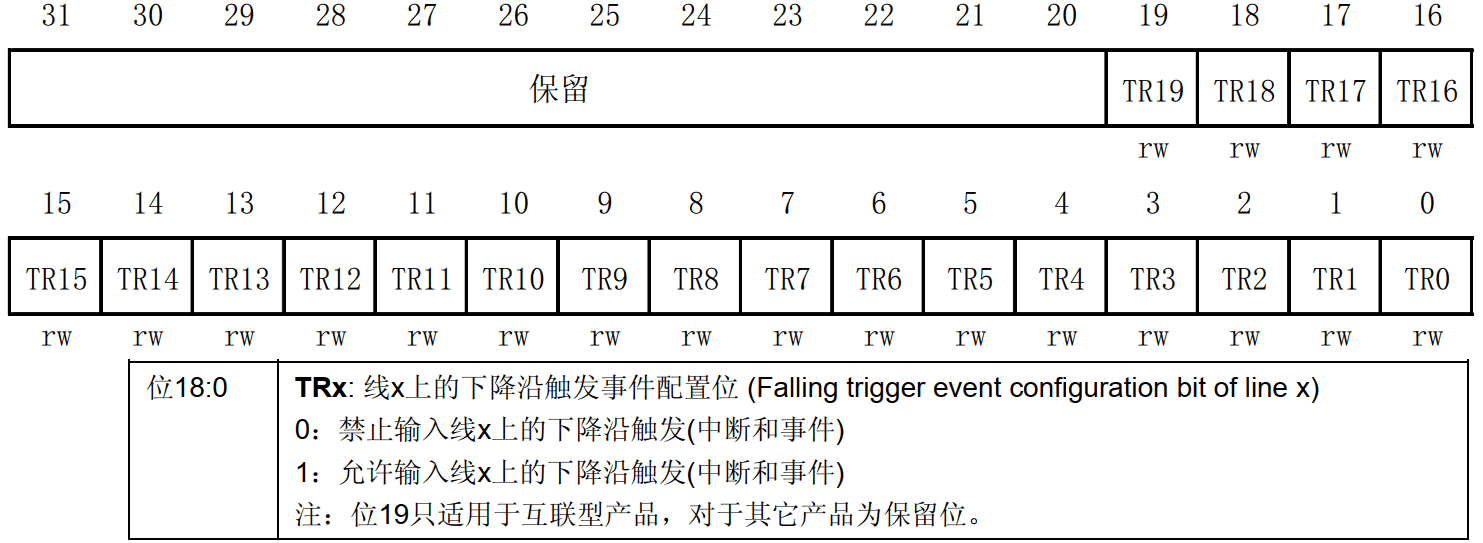 31 30 29 28 27 26 25 24 23 22 21 20 19 18 17 16
保留 TR19 TR18 TR17 TR16
rw rw rw rw
15 14 13 12 11 10 9 8 7 6 5 4 3 2 1 0
TR15 TR14 TR13 TR12 TR11 TR10 TR9 TR8 TR7 TR6 TR5 TR4 TR3 TR2 TR1 TR0
rw rw rw rw rw rw rw rw rw rw rw rw rw rw rw rw
位18:0 TRx: 线x上的下降沿触发事件配置位 (Falling trigger event configuration bit of line x)
0：禁止输入线x上的下降沿触发(中断和事件)
1：允许输入线x上的下降沿触发(中断和事件)
注：位19只适用于互联型产品，对于其它产品为保留位。